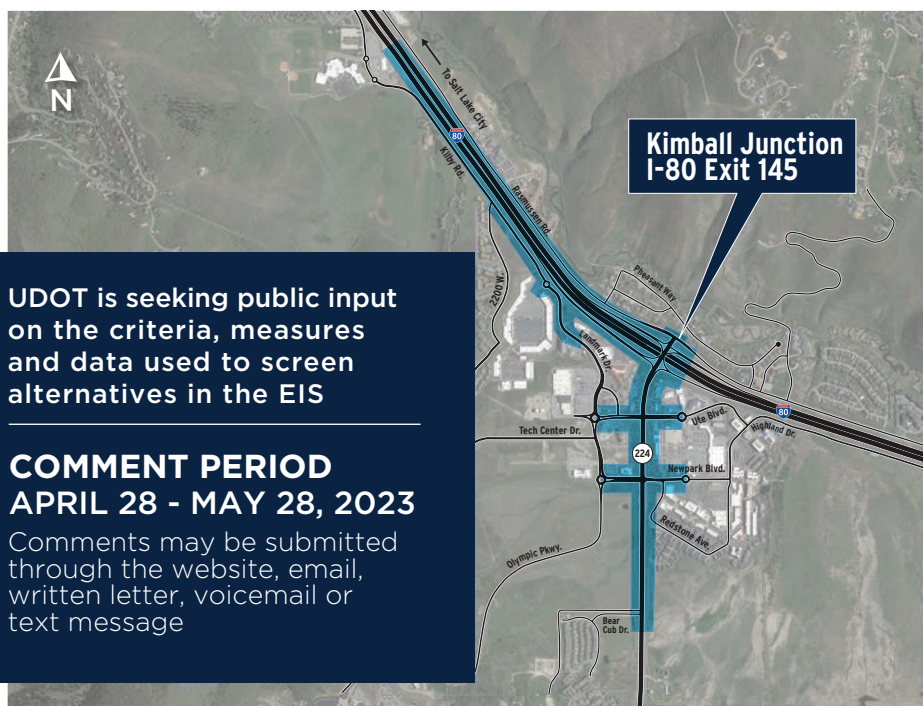 N
To Salt Lake City
80
Kilby Rd.
Rasmussen Rd.
Kimball Junction
I-80 Exit 145
UDOT is seeking public input
on the criteria, measures
and data used to screen
alternatives in the EIS
COMMENT PERIOD
APRIL 28 - MAY 28, 2023
Comments may be submitted
through the website, email,
written letter, voicemail or
text message
2200 W.
Pheasant Way
Landmark Dr.
80
Ute Blvd.
Highland Dr.
Tech Center Dr.
224
Newpark Blvd.
Redstone Ave.
Olympic Pkwy.
Bear
Cub Dr.